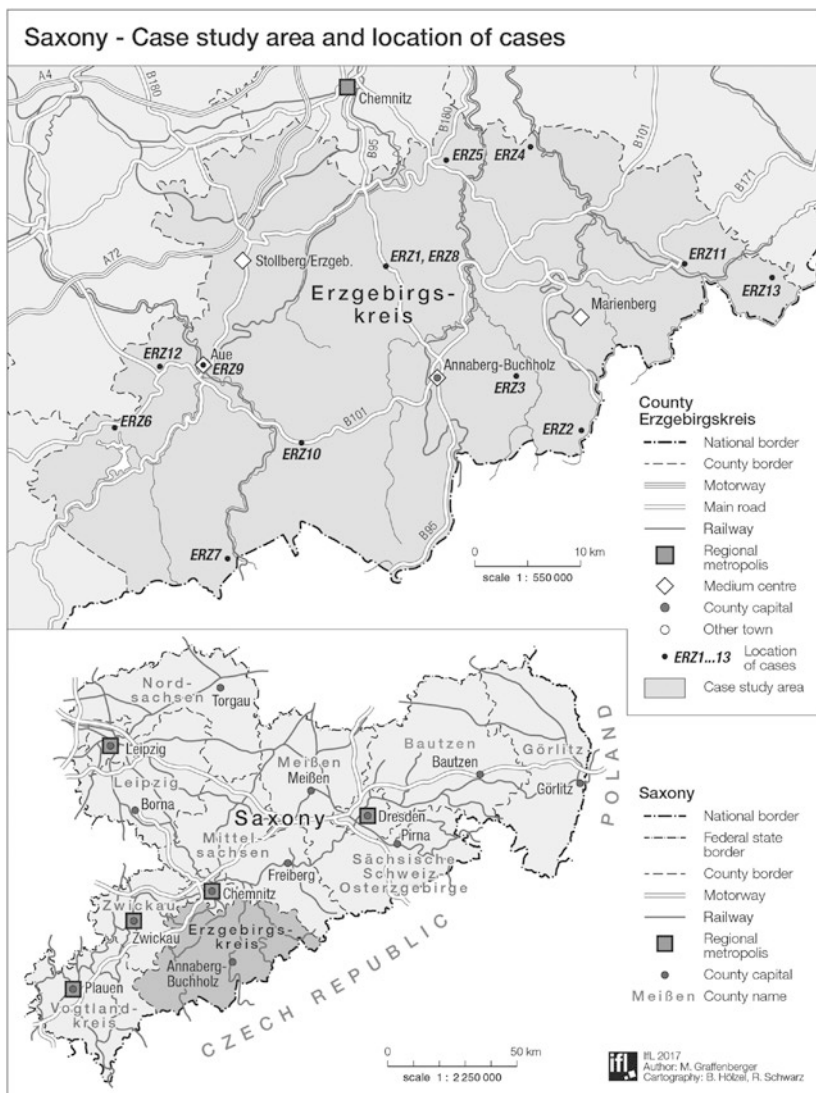 Saxony - Case study area and location of cases
A4
B180
Chemnitz
B95
B180
ERZ5
ERZ4
B101
B171
A72
Stollberg/Erzgeb.
ERZ1, ERZ8
ERZ11
ERZ13
Erzgebirgs-
kreis
Marienberg
Aue
ERZ12
ERZ9
Annaberg-Buchholz
ERZ3
ERZ6
B101
ERZ2
ERZ10
B95
ERZ7
0 10 km
scale 1 : 550 000
County
Erzgebirgskreis
National border
County border
Motorway
Main road
Railway
Regional
metropolis
Medium centre
County capital
Other town
ERZ1...13 Location
of cases
Case study area
Nord-
sachsen
Torgau
Leipzig
Leipzig
Borna
Meißen
Meißen
Bautzen
Bautzen
Görlitz
Görlitz
POLAND
Saxony
Dresden
Pirna
Mittel-
sachsen
Freiberg
Sächsische
Schweiz
Osterzgebirge
Chemnitz
Zwickau
Zwickau
Erzgebirgs-
kreis
Annaberg-
Buchholz
Plauen
Vogtland-
kreis
CZECH REPUBLIC
0 50 km
scale 1 : 2 250 000
Saxony
National border
Federal state
border
County border
Motorway
Railway
Regional
metropolis
County capital
Meißen County name
ifl
IfL 2017
Author: M. Graffenberger
Cartography: B. Hölzel, R. Schwarz